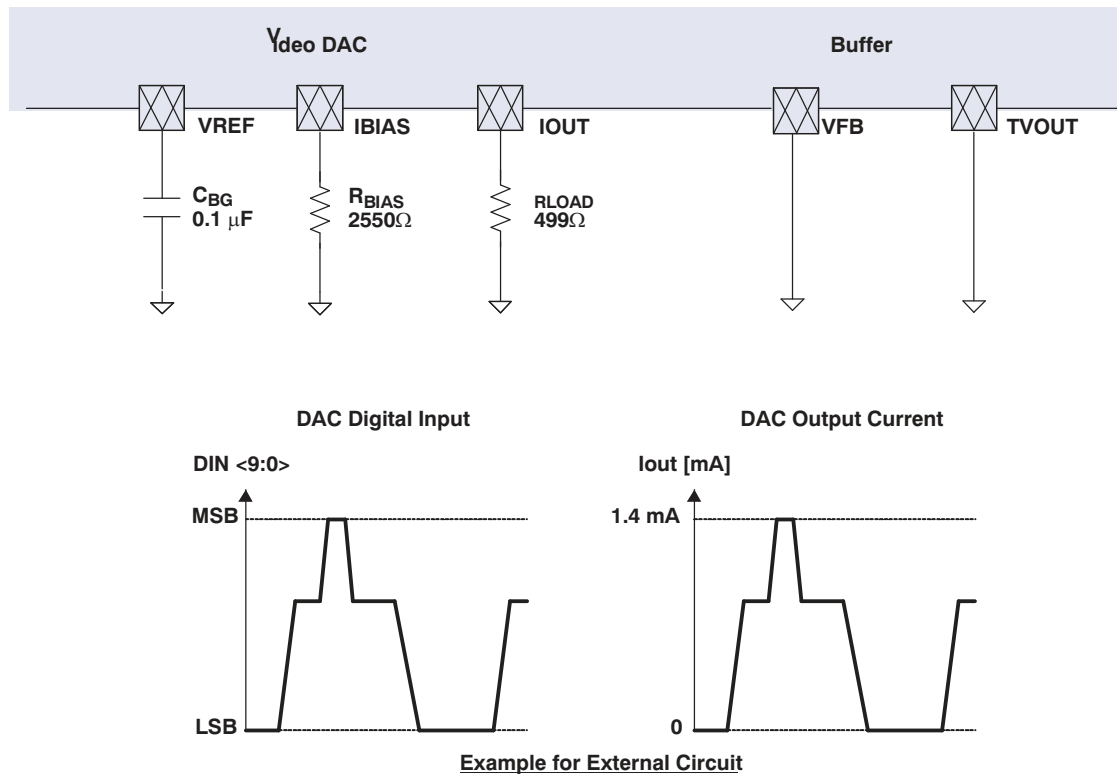 Video DAC
Buffer
VREF
IBIAS
IOUT
VFB
TVOUT
CBG
0.1 μF
RBIAS
2550Ω
RLOAD
499Ω
DAC Digital Input
DAC Output Current
DIN <9:0>
Iout [mA]
MSB
1.4 mA
LSB
0
Example for External Circuit